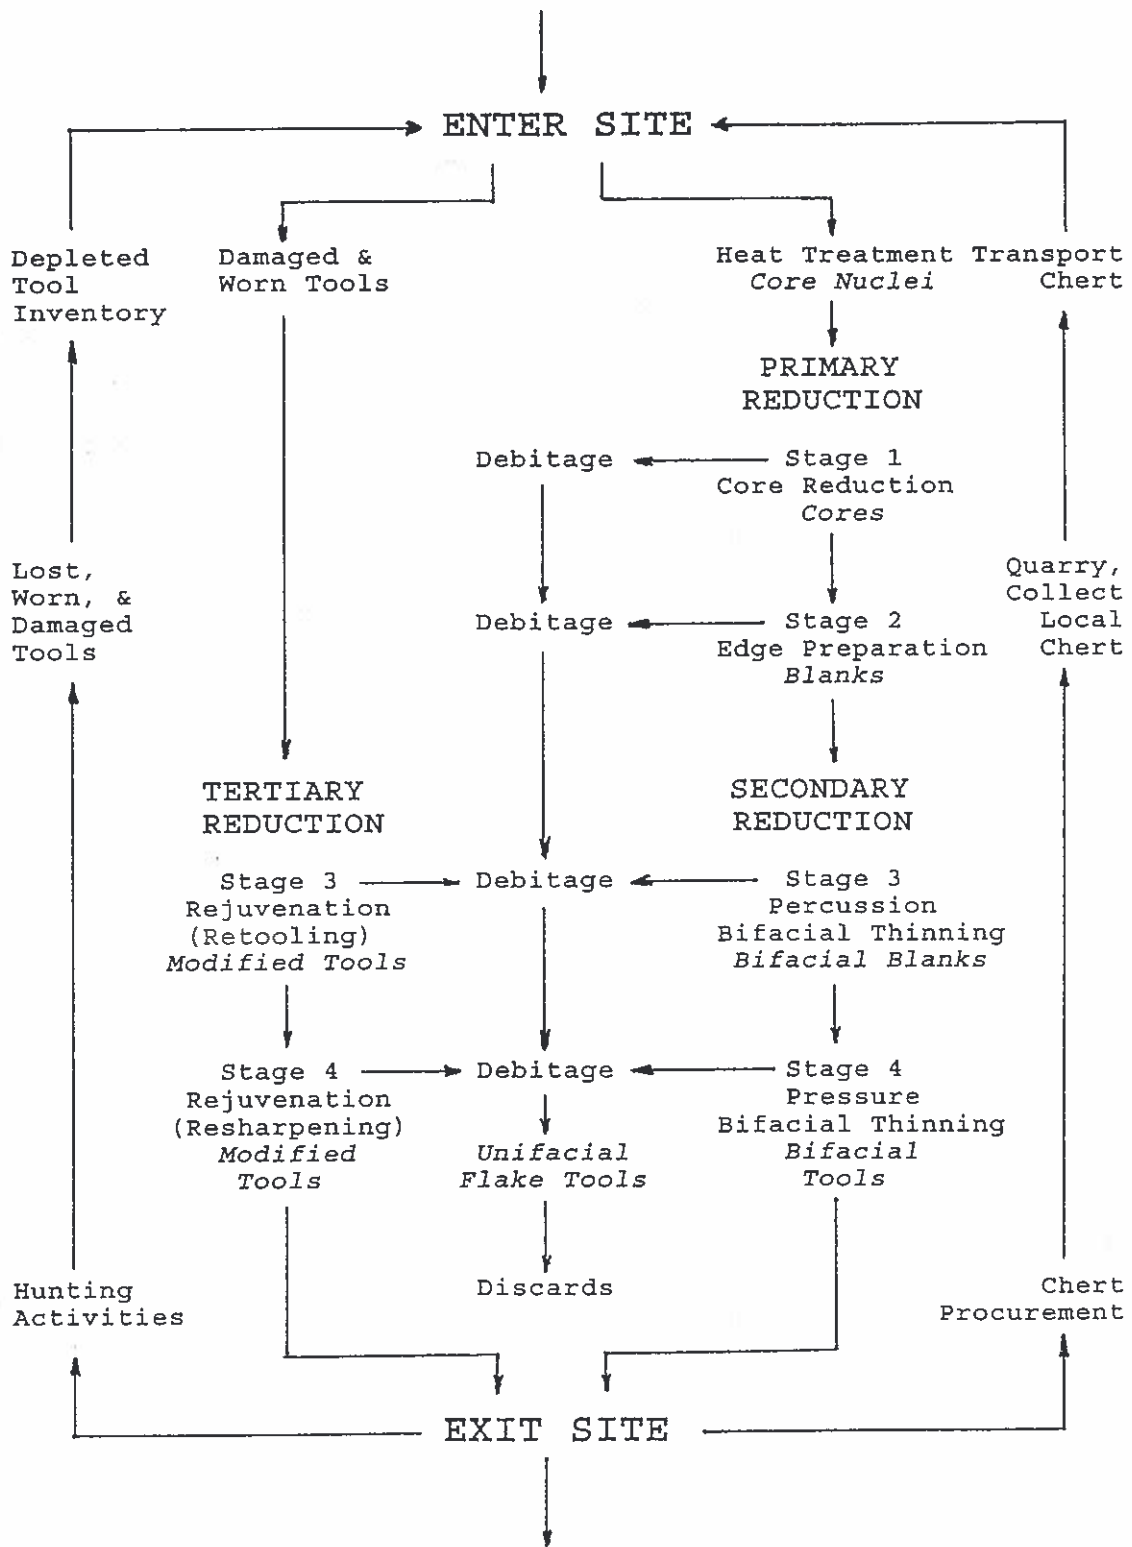 ENTER SITE
Depleted
Tool
Inventory
Damaged &
Worn Tools
Heat Treatment
Core Nuclei
Transport
Chert
PRIMARY
REDUCTION
Debitage
Stage 1
Core Reduction
Cores
Lost,
Worn, &
Damaged
Tools
Debitage
Stage 2
Edge Preparation
Blanks
Quarry,
Collect
Local
Chert
TERTIARY
REDUCTION
SECONDARY
REDUCTION
Stage 3
Rejuvenation
(Retooling)
Modified Tools
Debitage
Stage 3
Percussion
Bifacial Thinning
Bifacial Blanks
Stage 4
Rejuvenation
(Resharpening)
Modified
Tools
Debitage
Unifacial
Flake Tools
Stage 4
Pressure
Bifacial Thinning
Bifacial
Tools
Discards
Hunting
Activities
Chert
Procurement
EXIT SITE